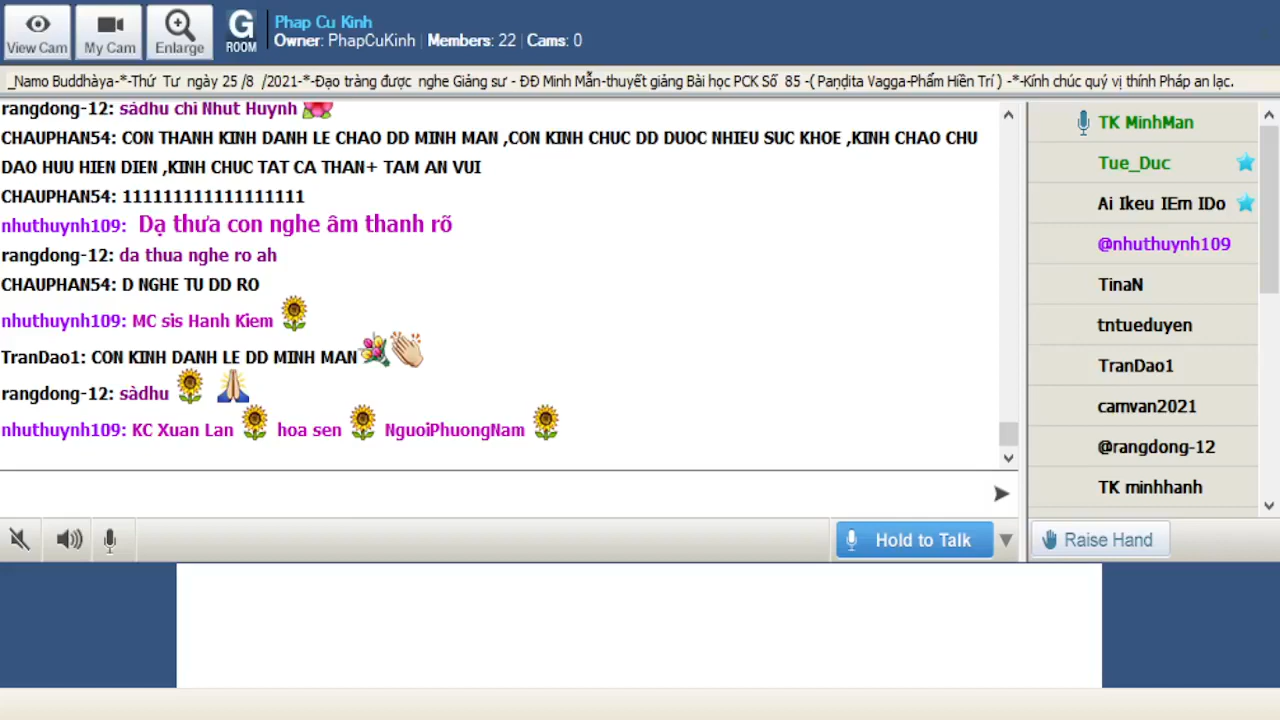 View Cam
My Cam
Enlarge
G
ROOM
Phap Cu Kinh
Owner: PhapCuKinh | Members: 22 | Cams: 0
_Namo Buddhàya-*-Thứ Tư ngày 25 /8 /2021-*-Đạo tràng được nghe Giảng sư - ĐĐ Minh Mẫn-thuyết giảng Bài học PCK Số 85 -( Paṇḍita Vagga-Phẩm Hiền Trí ) -*-Kính chúc quý vị thính Pháp an lạc.
rangdong-12: sàdhu chi Nhut Huynh
CHAUPHAN54: CON THANH KINH DANH LE CHAO DD MINH MAN ,CON KINH CHUC DD DUOC NHIEU SUC KHOE ,KINH CHAO CHU
DAO HUU HIEN DIEN ,KINH CHUC TAT CA THAN+ TAM AN VUI
CHAUPHAN54: 111111111111111111
nhuthuynh109: Dạ thưa con nghe âm thanh rõ
rangdong-12: da thua nghe ro ah
CHAUPHAN54: D NGHE TU DD RO
nhuthuynh109: MC sis Hanh Kiem
TranDao1: CON KINH DANH LE DD MINH MAN
rangdong-12: sàdhu
nhuthuynh109: KC Xuan Lan hoa sen NguoiPhuongNam
TK MinhMan
Tue_Duc
Ai Ikeu IEm IDo
@nhuthuynh109
TinaN
tntueduyen
TranDao1
camvan2021
@rangdong-12
TK minhhanh
Hold to Talk
Raise Hand